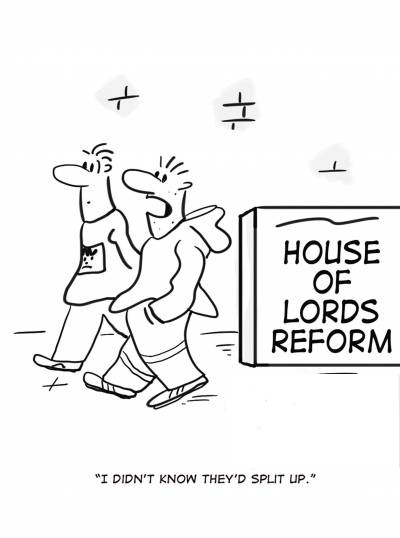 HOUSE
OF
LORDS
REFORM
"I DIDN'T KNOW THEY'D SPLIT UP."